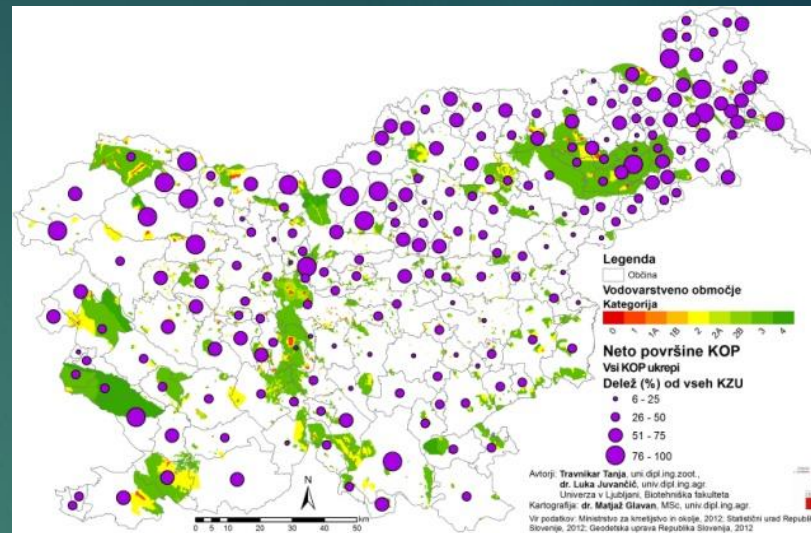 Legenda
Občina
Vodovarstveno območje
Kategorija
0 1 1A 1B 2 2A 2B 3 4
Neto površine KOP
Vsi KOP ukrepi
Delež (%) od vseh KZU
6 - 25
26 - 50
51 - 75
76 - 100
N
0 5 10 20 30 40 50
km
Avtorji: Travnikar Tanja, uni dipl.ing.zoot.,
dr. Luka Juvančič, univ.dipl.ing.agr.
Univerza v Ljubljani, Biotehniška fakulteta
Kartografija: dr. Matjaž Glavan, MSc, univ.dipl.ing.agr.
Vir podatkov: Ministrstvo za kmetijstvo in okolje, 2012; Statistični urad Republi
Slovenije, 2012; Geodetska uprava Republika Slovenija, 2012